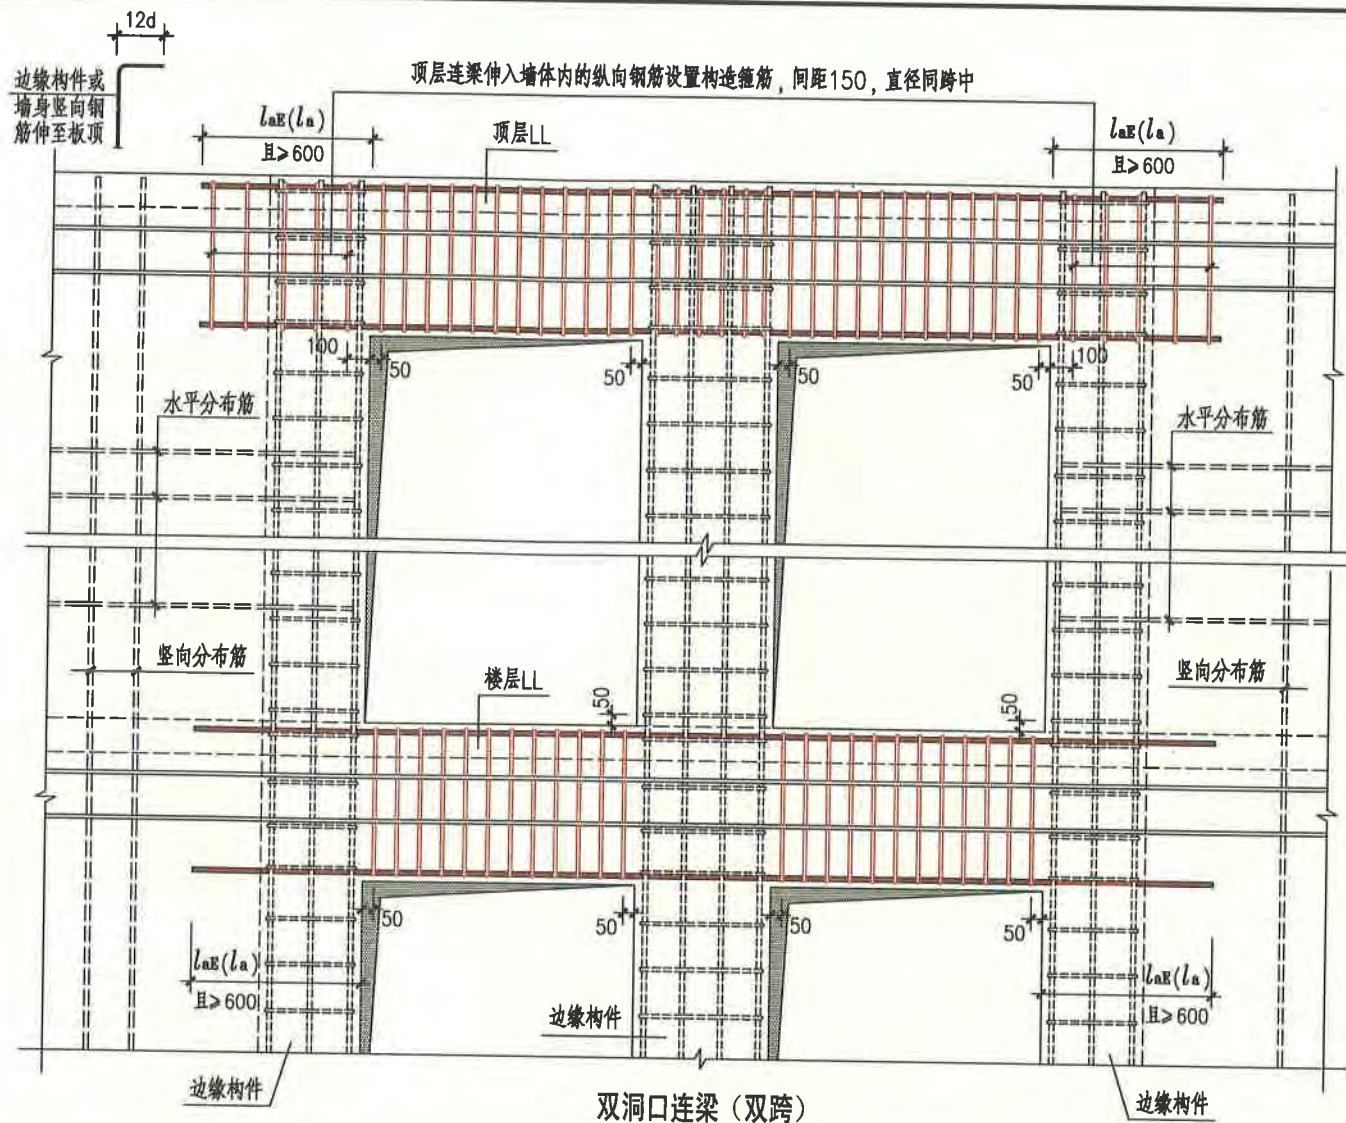 12d
边缘构件或
墙身竖向钢
筋伸至板顶
顶层连梁伸入墙体内的纵向钢筋设置构造箍筋，间距150，直径同跨中
laE(la)
且≥600
顶层LL
laE(la)
且≥600
100
50
50
50
50
100
水平分布筋
水平分布筋
竖向分布筋
楼层LL
50
50
竖向分布筋
50
50
50
50
laE(la)
且≥600
laE(la)
且≥600
边缘构件
边缘构件
边缘构件
双洞口连梁（双跨）